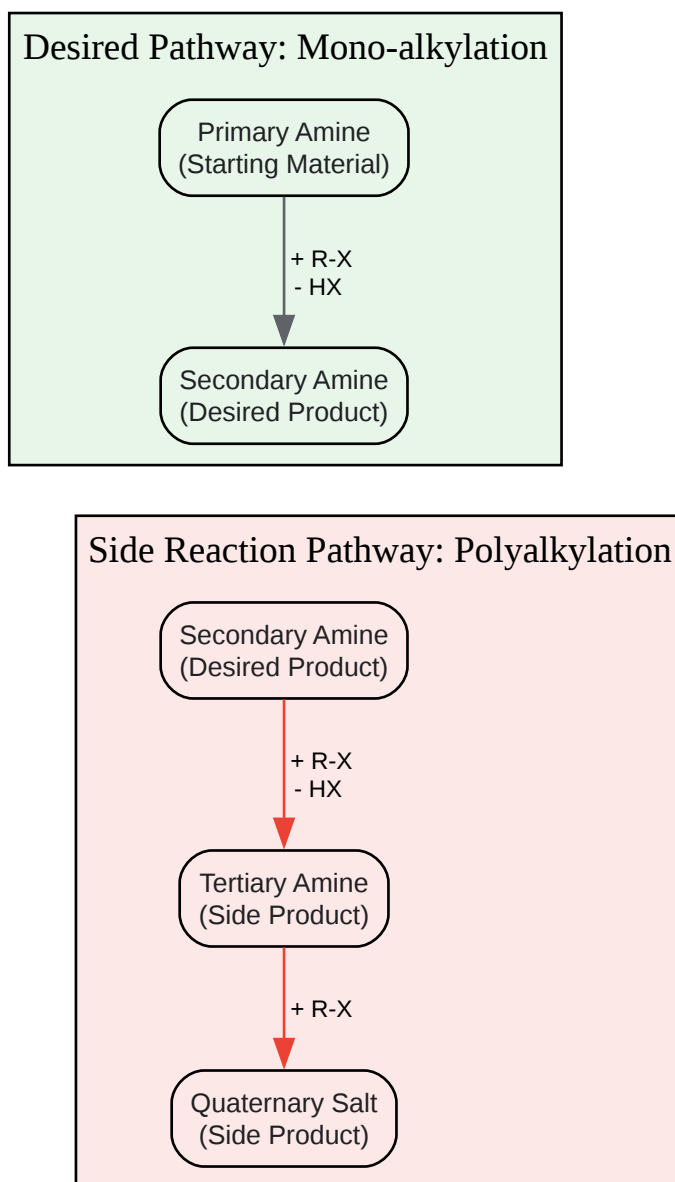 Desired Pathway: Mono-alkylation
Primary Amine
(Starting Material)
+ R-X
- HX
Secondary Amine
(Desired Product)
Side Reaction Pathway: Polyalkylation
Secondary Amine
(Desired Product)
+ R-X
- HX
Tertiary Amine
(Side Product)
+ R-X
Quaternary Salt
(Side Product)